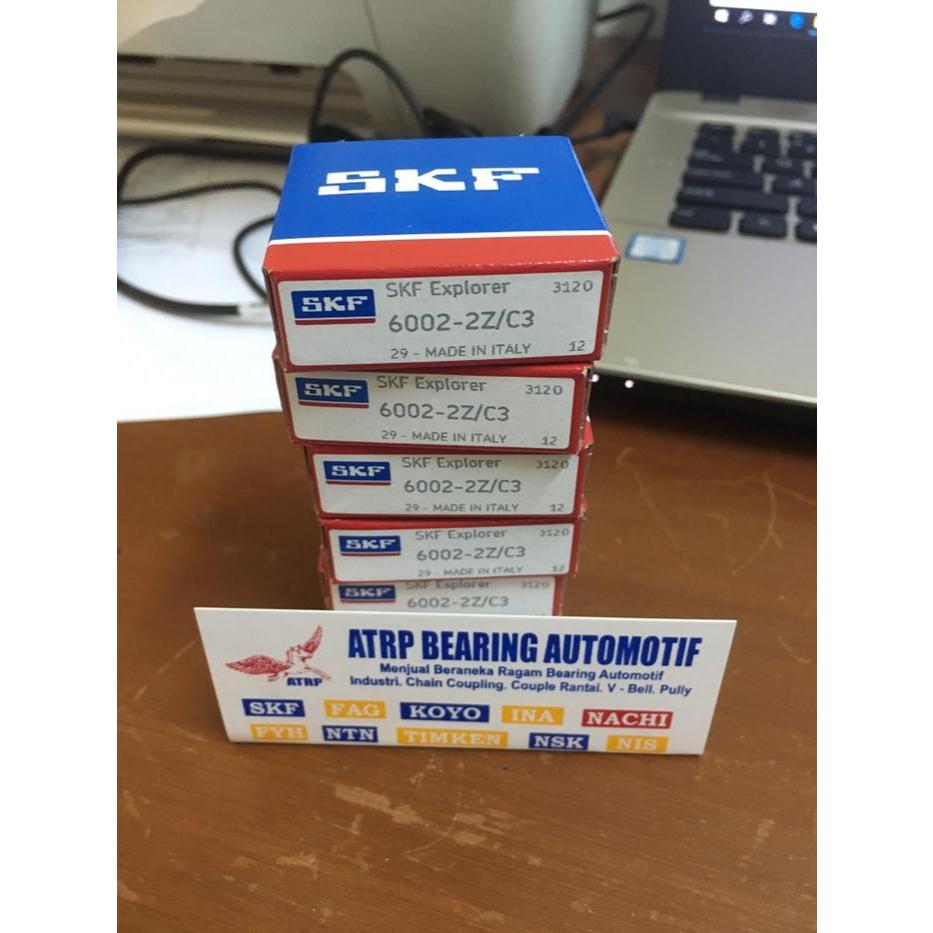 SKF
SKF
SKF Explorer 3120
6002-2Z/C3
29 - MADE IN ITALY 12
SKF
SKF Explorer 3120
6002-2Z/C3
29 - MADE IN ITALY 12
SKF
SKF Explorer 3120
6002-2Z/C3
29 - MADE IN ITALY 12
SKF
SKF Explorer 3120
6002-2Z/C3
29 - MADE IN ITALY 12
SKF
SKF Explorer 3120
6002-2Z/C3
ATRP BEARING AUTOMOTIF
Menjual Beraneka Ragam Bearing Automotif
Industri. Chain Coupling. Couple Rantai. V - Bell. Pully
ATRP
SKF FAG KOYO INA NACHI
FYH NTN TIMKEN NSK NIS